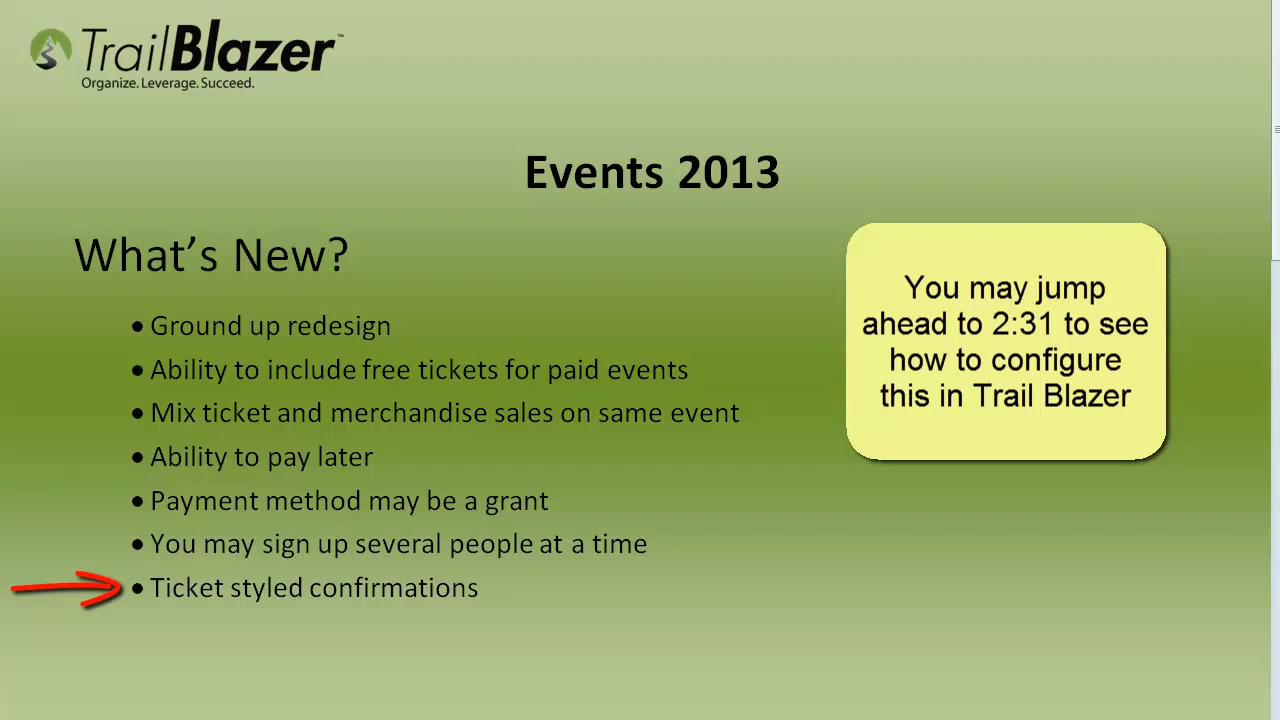 TrailBlazer™
Organize. Leverage. Succeed.
Events 2013
What's New?
• Ground up redesign
• Ability to include free tickets for paid events
• Mix ticket and merchandise sales on same event
• Ability to pay later
• Payment method may be a grant
• You may sign up several people at a time
• Ticket styled confirmations
You may jump
ahead to 2:31 to see
how to configure
this in Trail Blazer